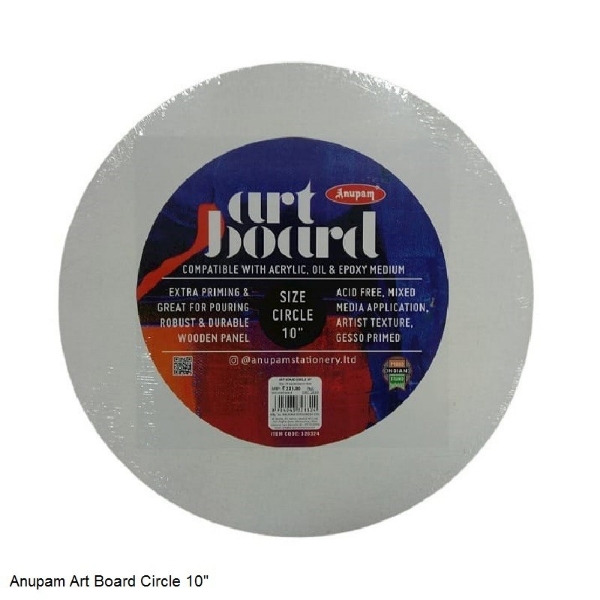 Anupam
art
board
COMPATIBLE WITH ACRYLIC, OIL & EPOXY MEDIUM
EXTRA PRIMING &
GREAT FOR POURING
ROBUST & DURABLE
WOODEN PANEL
SIZE
CIRCLE
10"
ACID FREE, MIXED
MEDIA APPLICATION,
ARTIST TEXTURE,
GESSO PRIMED
@anupamstationery.ltd
Anupam Art Board Circle 10"